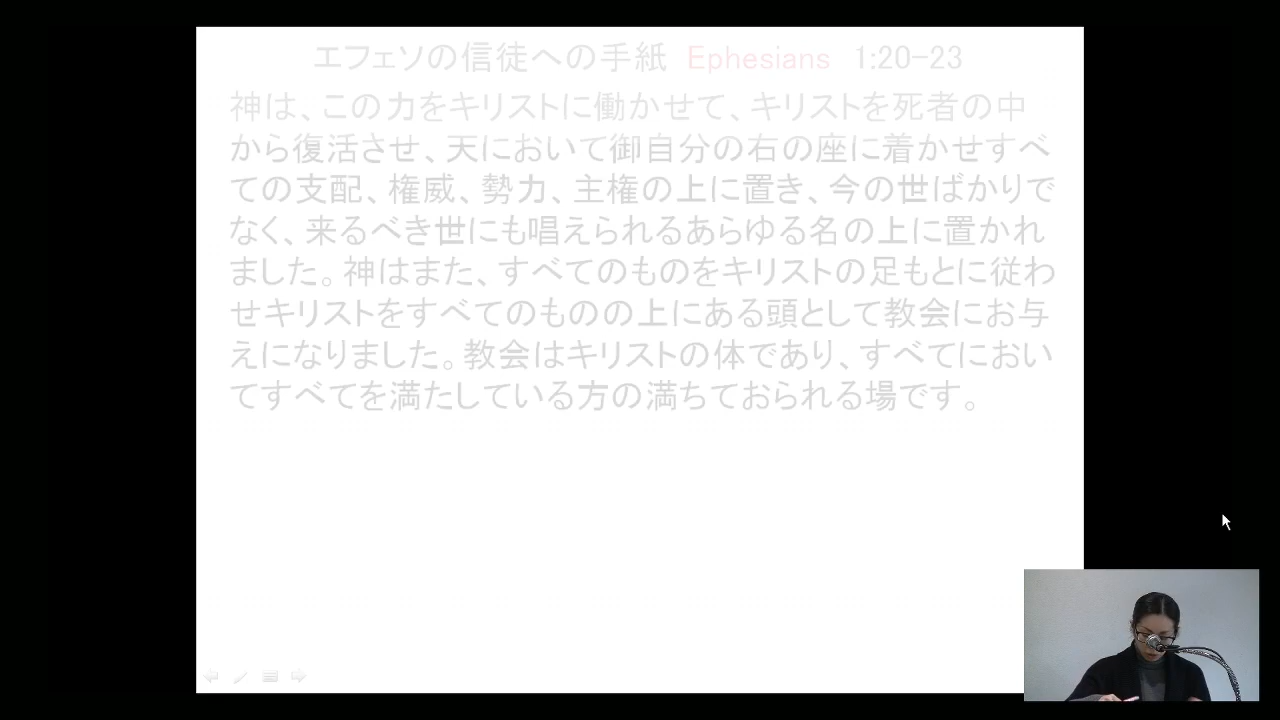 エフェソの信徒への手紙 Ephesians 1:20-23
神は、この力をキリストに働かせて、キリストを死者の中
から復活させ、天において御自分の右の座に着かせすべ
ての支配、権威、勢力、主権の上に置き、今の世ばかりで
なく、来るべき世にも唱えられるあらゆる名の上に置かれ
ました。神はまた、すべてのものをキリストの足もとに従わ
せキリストをすべてのものの上にある頭として教会にお与
えになりました。教会はキリストの体であり、すべてにおい
てすべてを満たしている方の満ちておられる場です。